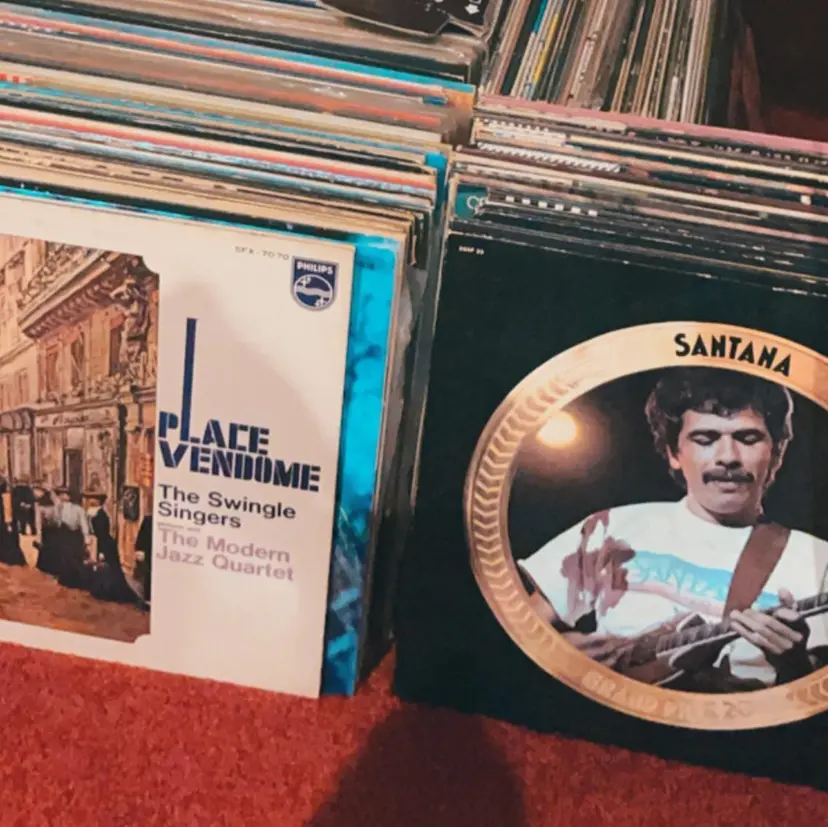 SFX-7070
PHILIPS
PLACE
VENDOME
The Swingle
Singers
The Modern
Jazz Quartet
SANTANA